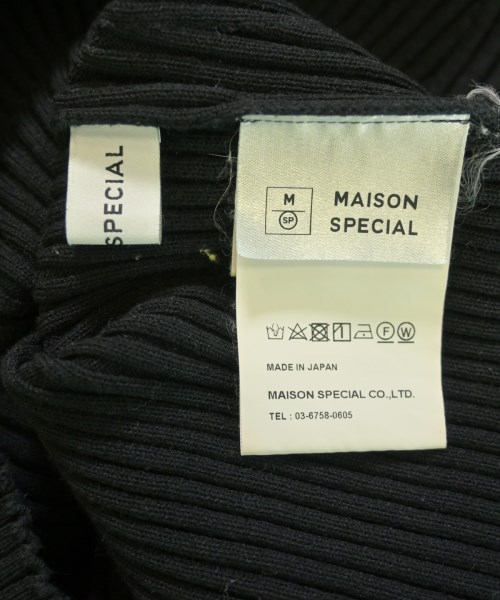 SPECIAL
M
SP
MAISON
SPECIAL
F W
MADE IN JAPAN
MAISON SPECIAL CO.,LTD.
TEL : 03-6758-0605